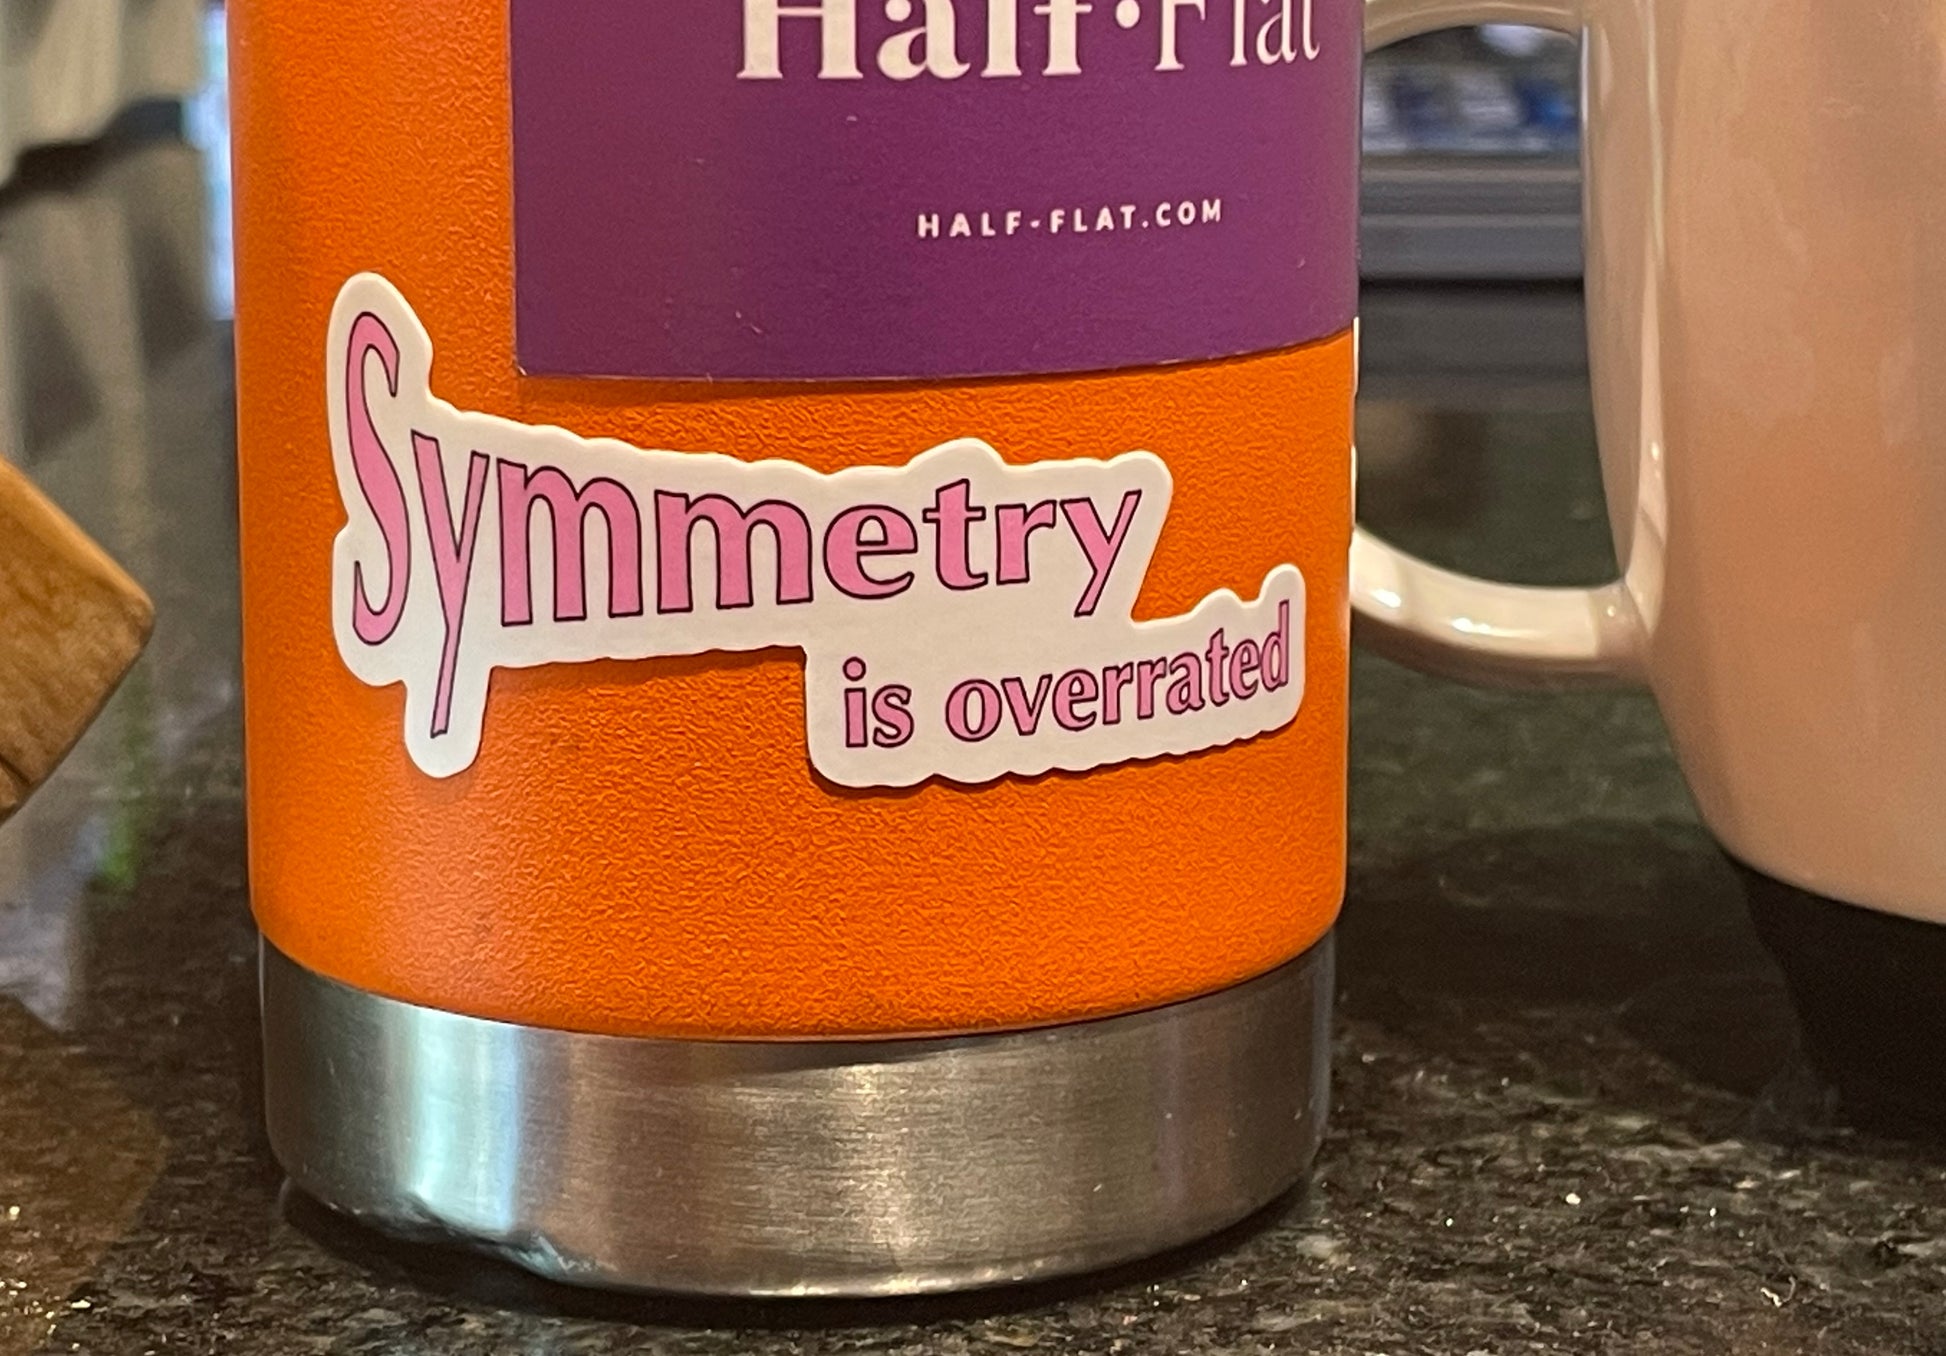 Half·Flat
HALF-FLAT.COM
Symmetry
is overrated